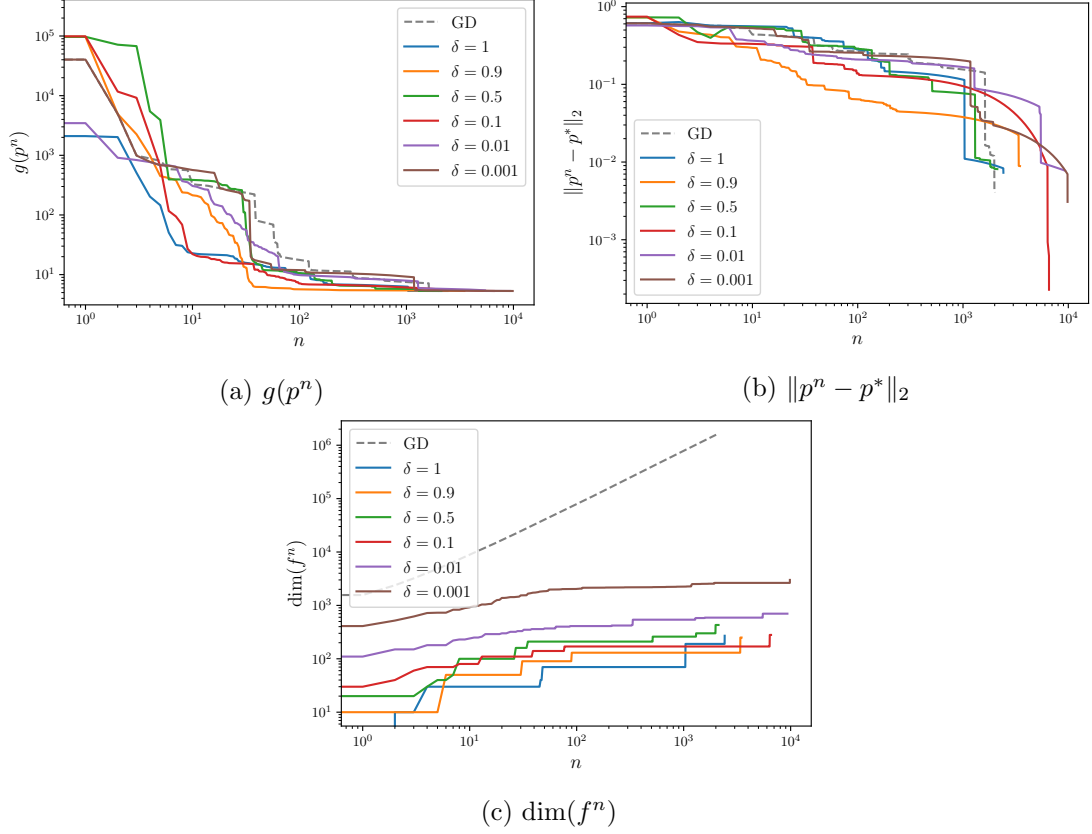 10^5
10^4
10^3
10^2
10^1
g(p^n)
10^0
10^1
10^2
10^3
10^4
n
GD
δ = 1
δ = 0.9
δ = 0.5
δ = 0.1
δ = 0.01
δ = 0.001
(a) g(p^n)
10^0
10^{-1}
10^{-2}
10^{-3}
‖p^n − p^*‖_2
10^0
10^1
10^2
10^3
10^4
n
GD
δ = 1
δ = 0.9
δ = 0.5
δ = 0.1
δ = 0.01
δ = 0.001
(b) ‖p^n − p^*‖_2
10^6
10^5
10^4
10^3
10^2
10^1
dim(f^n)
10^0
10^1
10^2
10^3
10^4
n
GD
δ = 1
δ = 0.9
δ = 0.5
δ = 0.1
δ = 0.01
δ = 0.001
(c) dim(f^n)